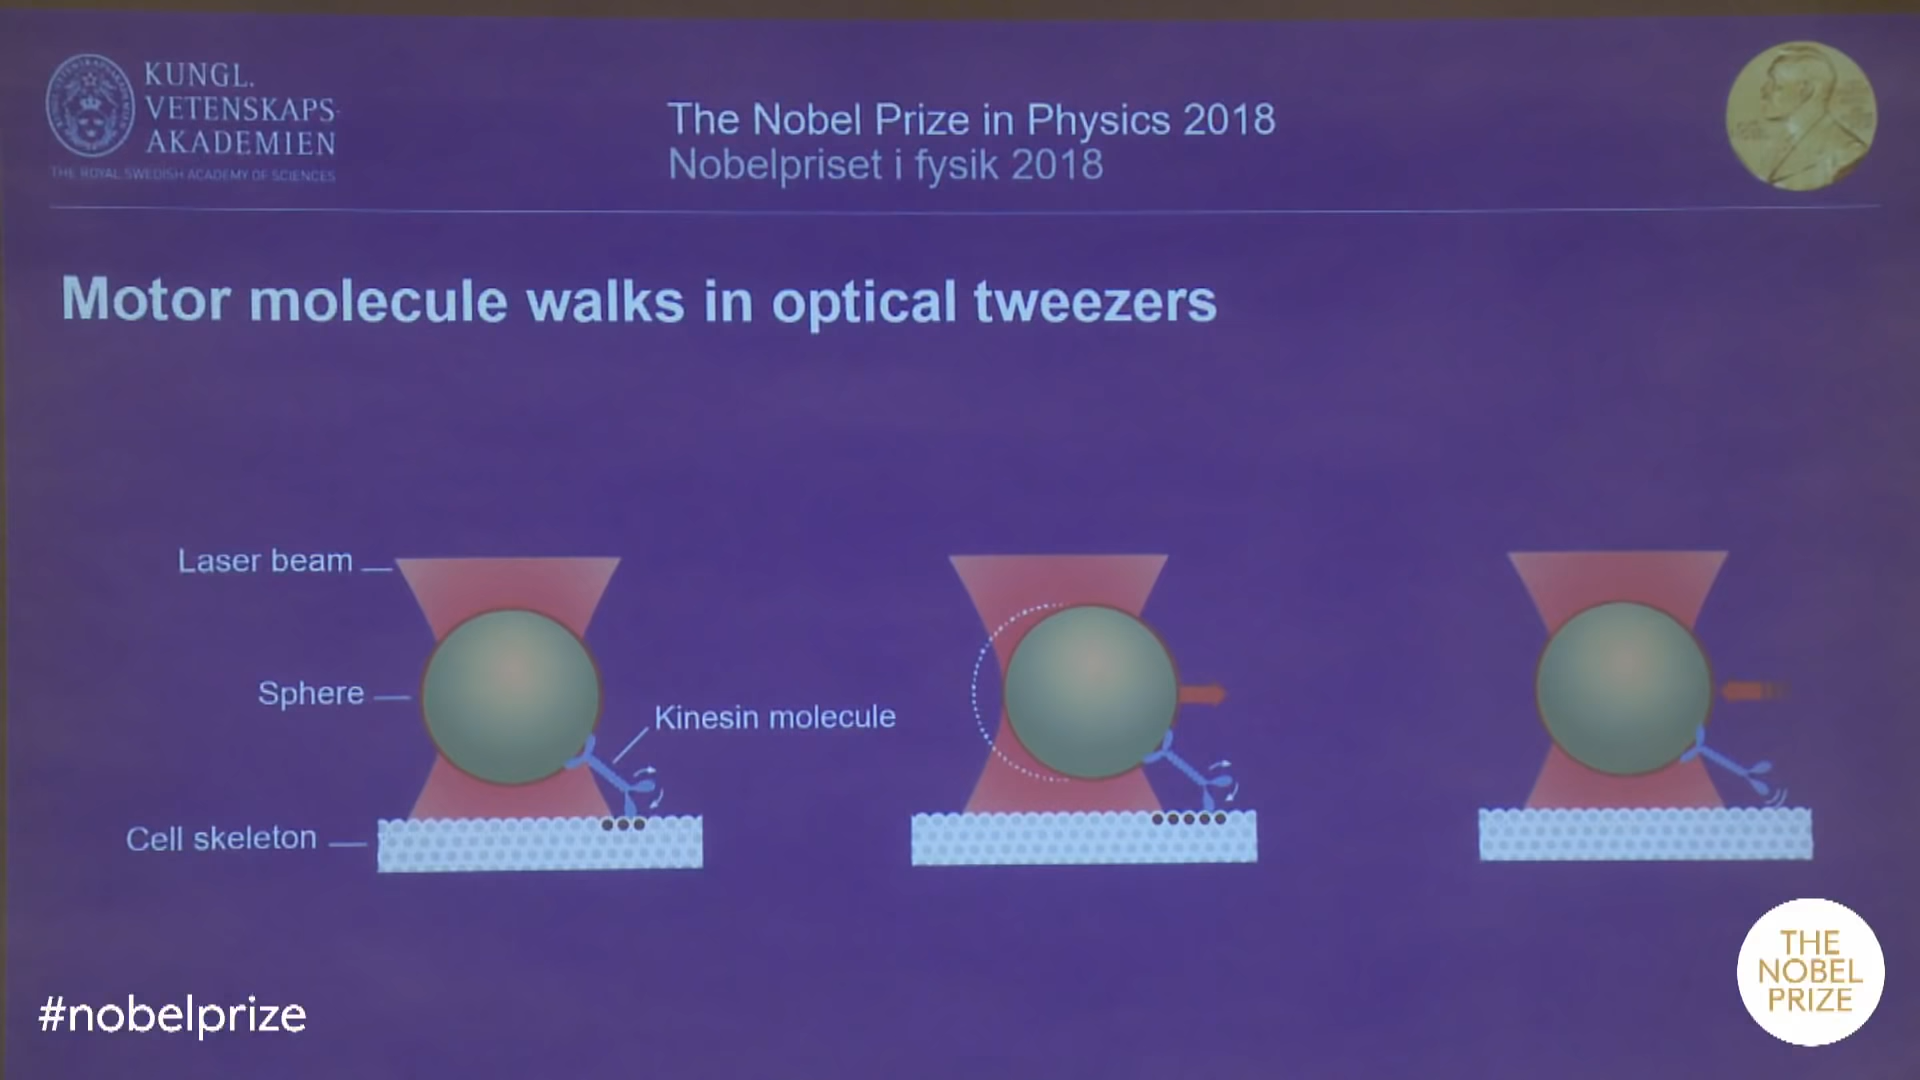 KUNGL.
VETENSKAPS-
AKADEMIEN
THE ROYAL SWEDISH ACADEMY OF SCIENCES
The Nobel Prize in Physics 2018
Nobelpriset i fysik 2018
Motor molecule walks in optical tweezers
Laser beam
Sphere
Kinesin molecule
Cell skeleton
#nobelprize
THE
NOBEL
PRIZE